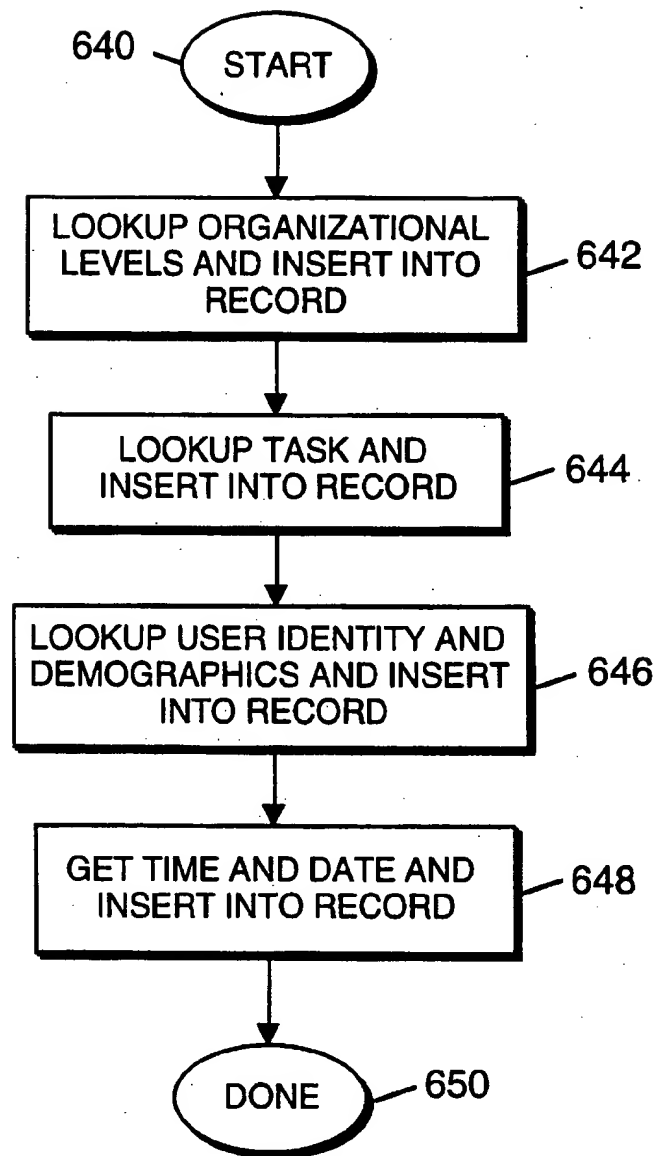 640
START
LOOKUP ORGANIZATIONAL
LEVELS AND INSERT INTO
RECORD
642
LOOKUP TASK AND
INSERT INTO RECORD
644
LOOKUP USER IDENTITY AND
DEMOGRAPHICS AND INSERT
INTO RECORD
646
GET TIME AND DATE AND
INSERT INTO RECORD
648
DONE
650